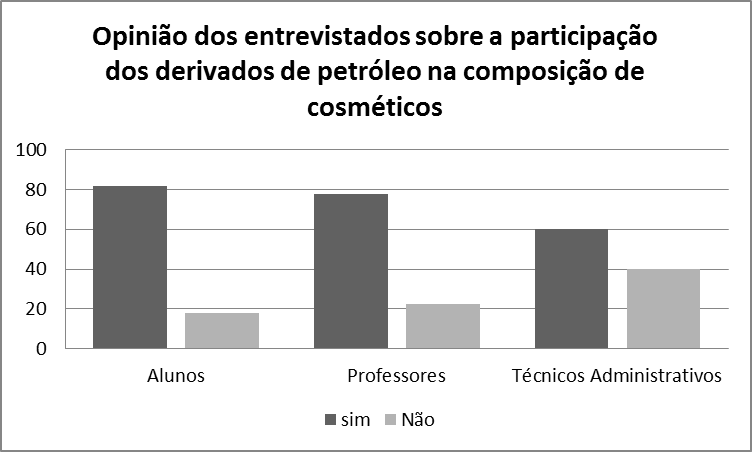 Opinião dos entrevistados sobre a participação
dos derivados de petróleo na composição de
cosméticos
100
80
60
40
20
0
Alunos Professores Técnicos Administrativos
sim Não